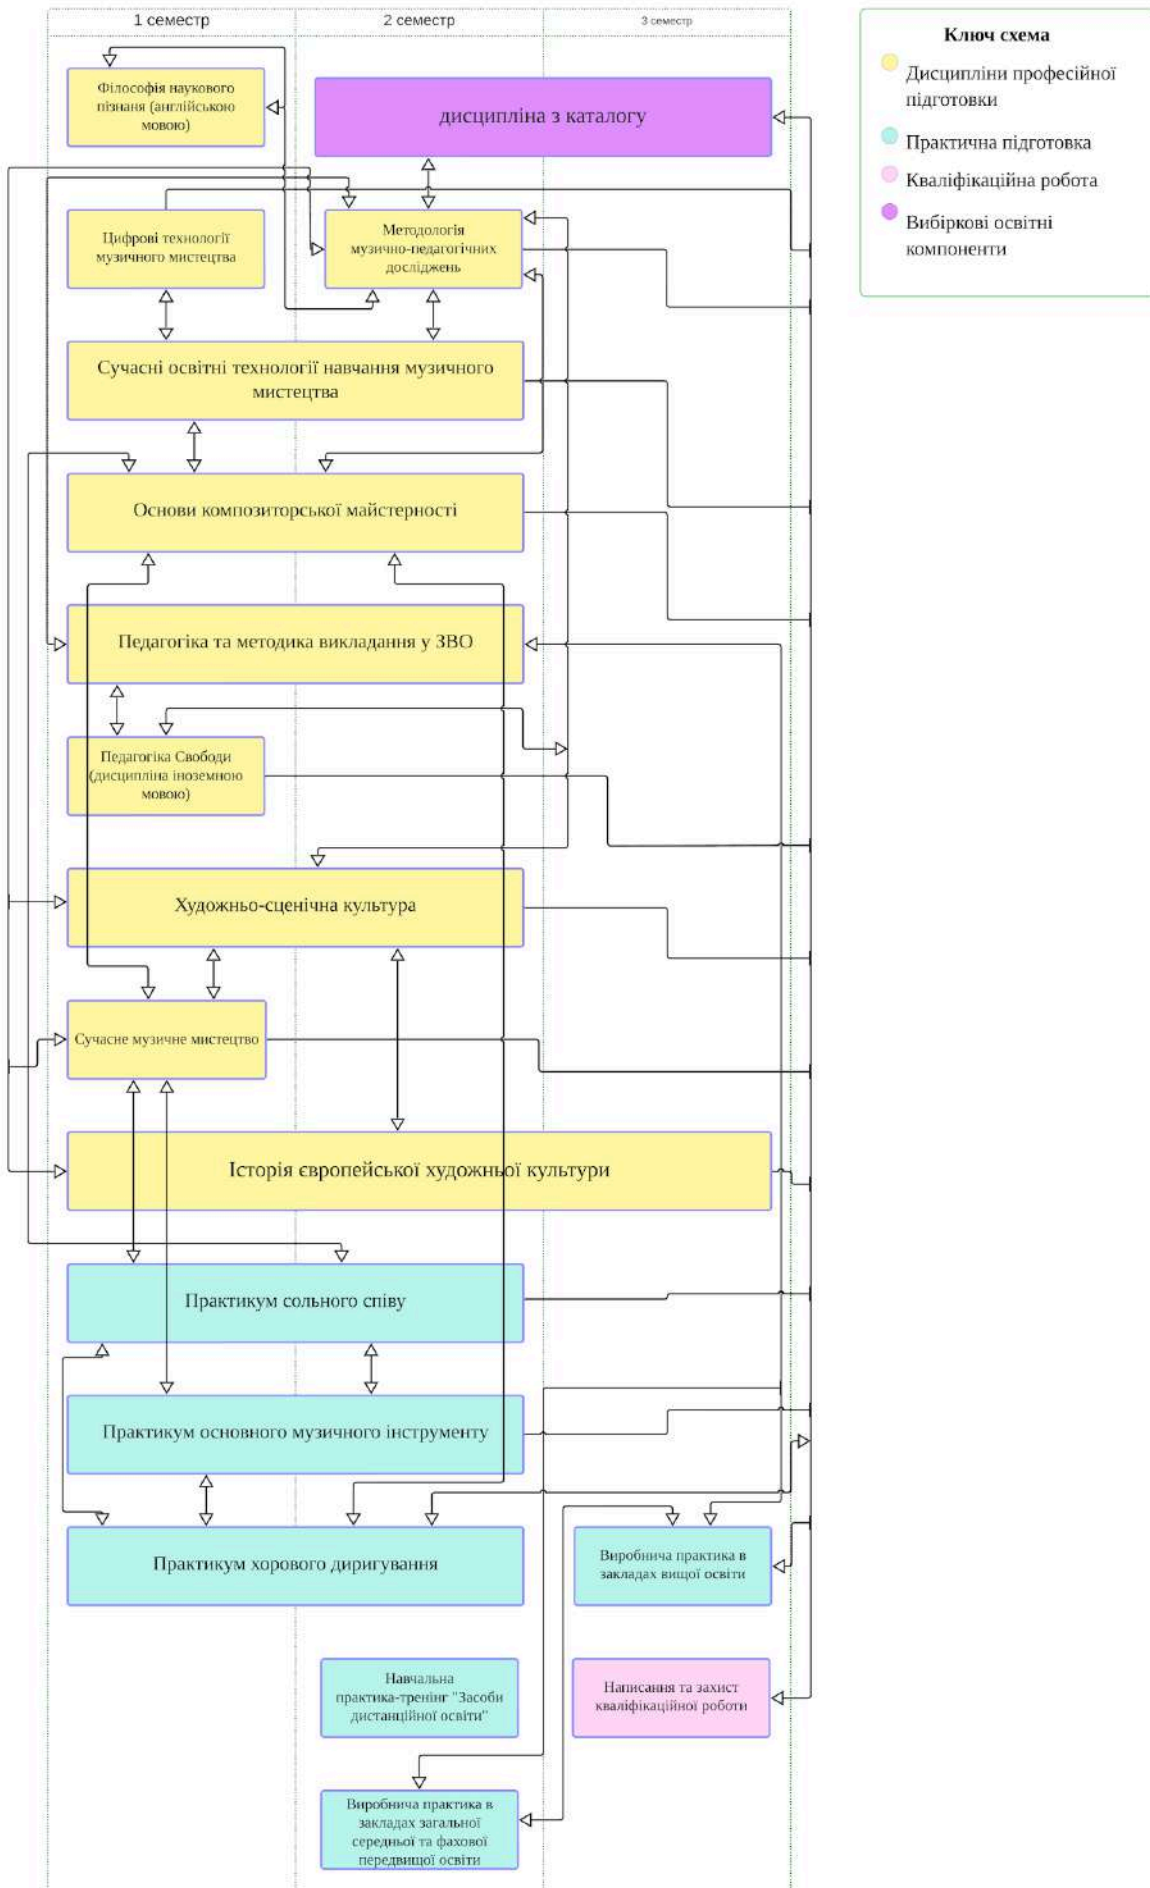 1 семестр
2 семестр
3 семестр
Ключ схема
Дисципліни професійної
підготовки
Практична підготовка
Кваліфікаційна робота
Вибіркові освітні
компоненти
Філософія наукового
пізнаня (англійською
мовою)
дисципліна з каталогу
Цифрові технології
музичного мистецтва
Методологія
музично-педагогічних
досліджень
Сучасні освітні технології навчання музичного
мистецтва
Основи композиторської майстерності
Педагогіка та методика викладання у ЗВО
Педагогіка Свободи
(дисципліна іноземною
мовою)
Художньо-сценічна культура
Сучасне музичне мистецтво
Історія європейської художньої культури
Практикум сольного співу
Практикум основного музичного інструменту
Практикум хорового диригування
Виробнича практика в
закладах вищої освіти
Навчальна
практика-тренінг "Засоби
дистанційної освіти"
Написання та захист
кваліфікаційної роботи
Виробнича практика в
закладах загальної
середньої та фахової
передвищої освіти